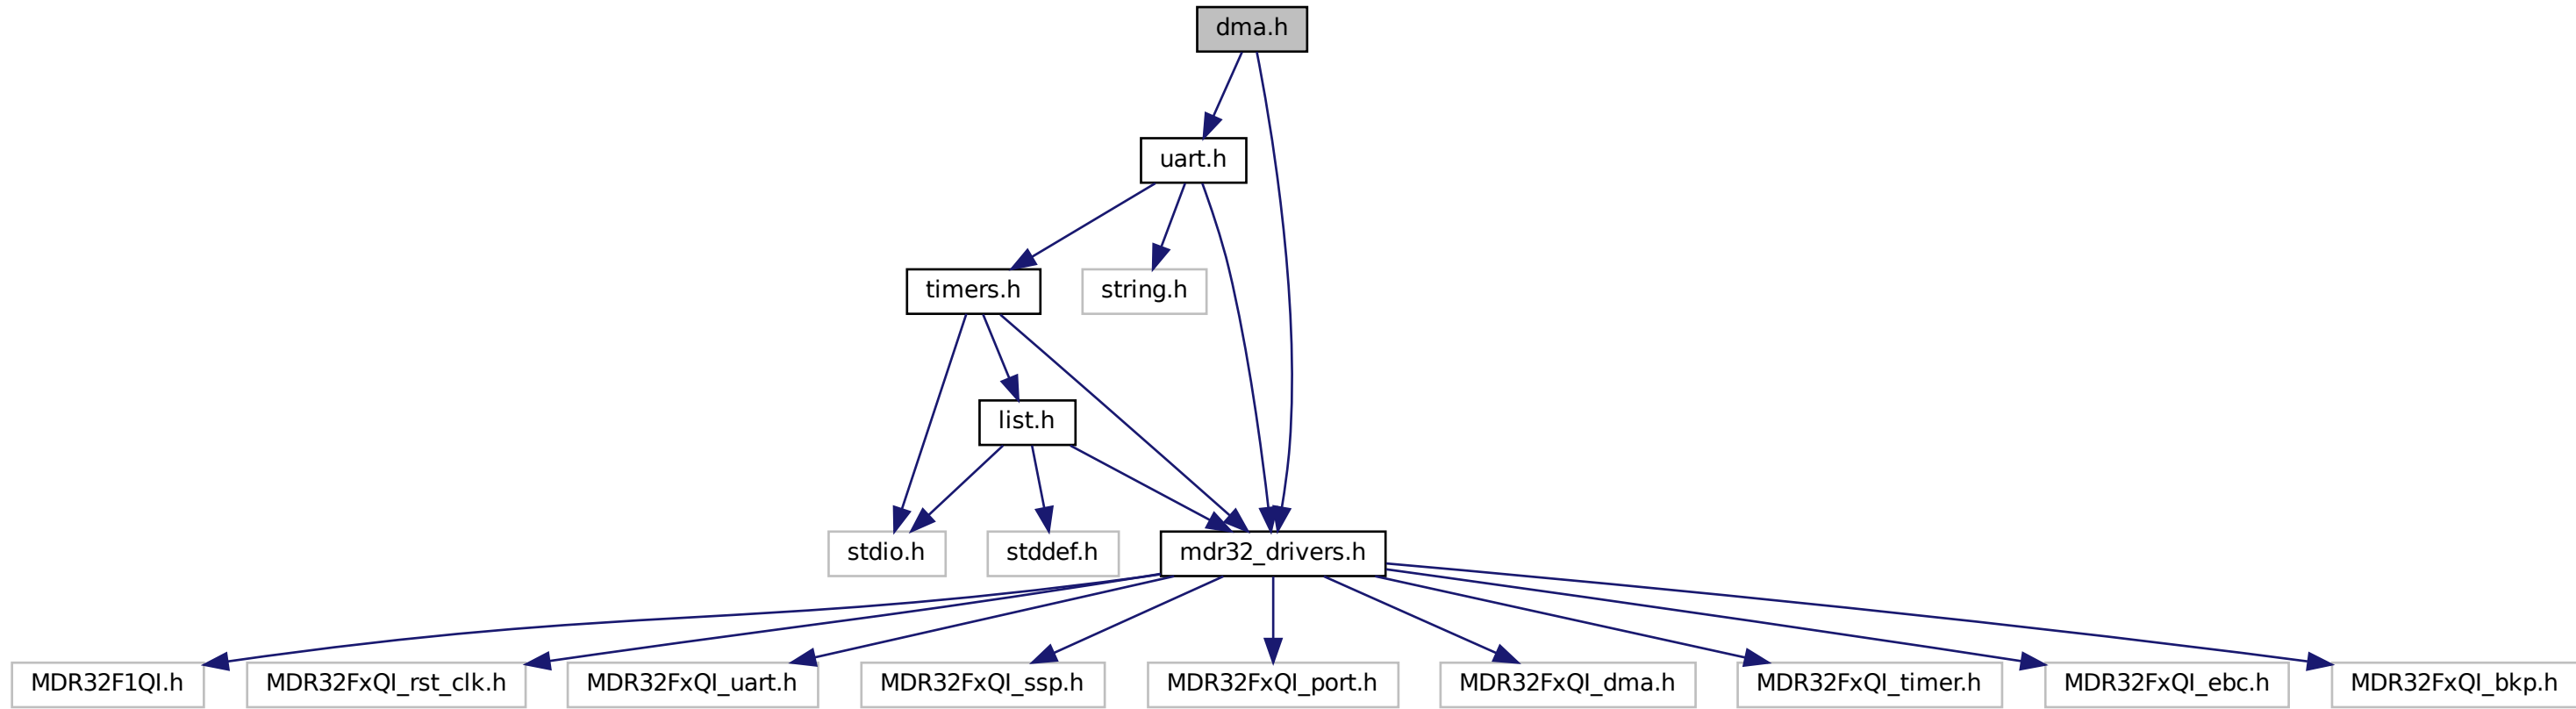 dma.h
uart.h
timers.h
string.h
list.h
stdio.h
stddef.h
mdr32_drivers.h
MDR32F1QI.h
MDR32FxQI_rst_clk.h
MDR32FxQI_uart.h
MDR32FxQI_ssp.h
MDR32FxQI_port.h
MDR32FxQI_dma.h
MDR32FxQI_timer.h
MDR32FxQI_ebc.h
MDR32FxQI_bkp.h